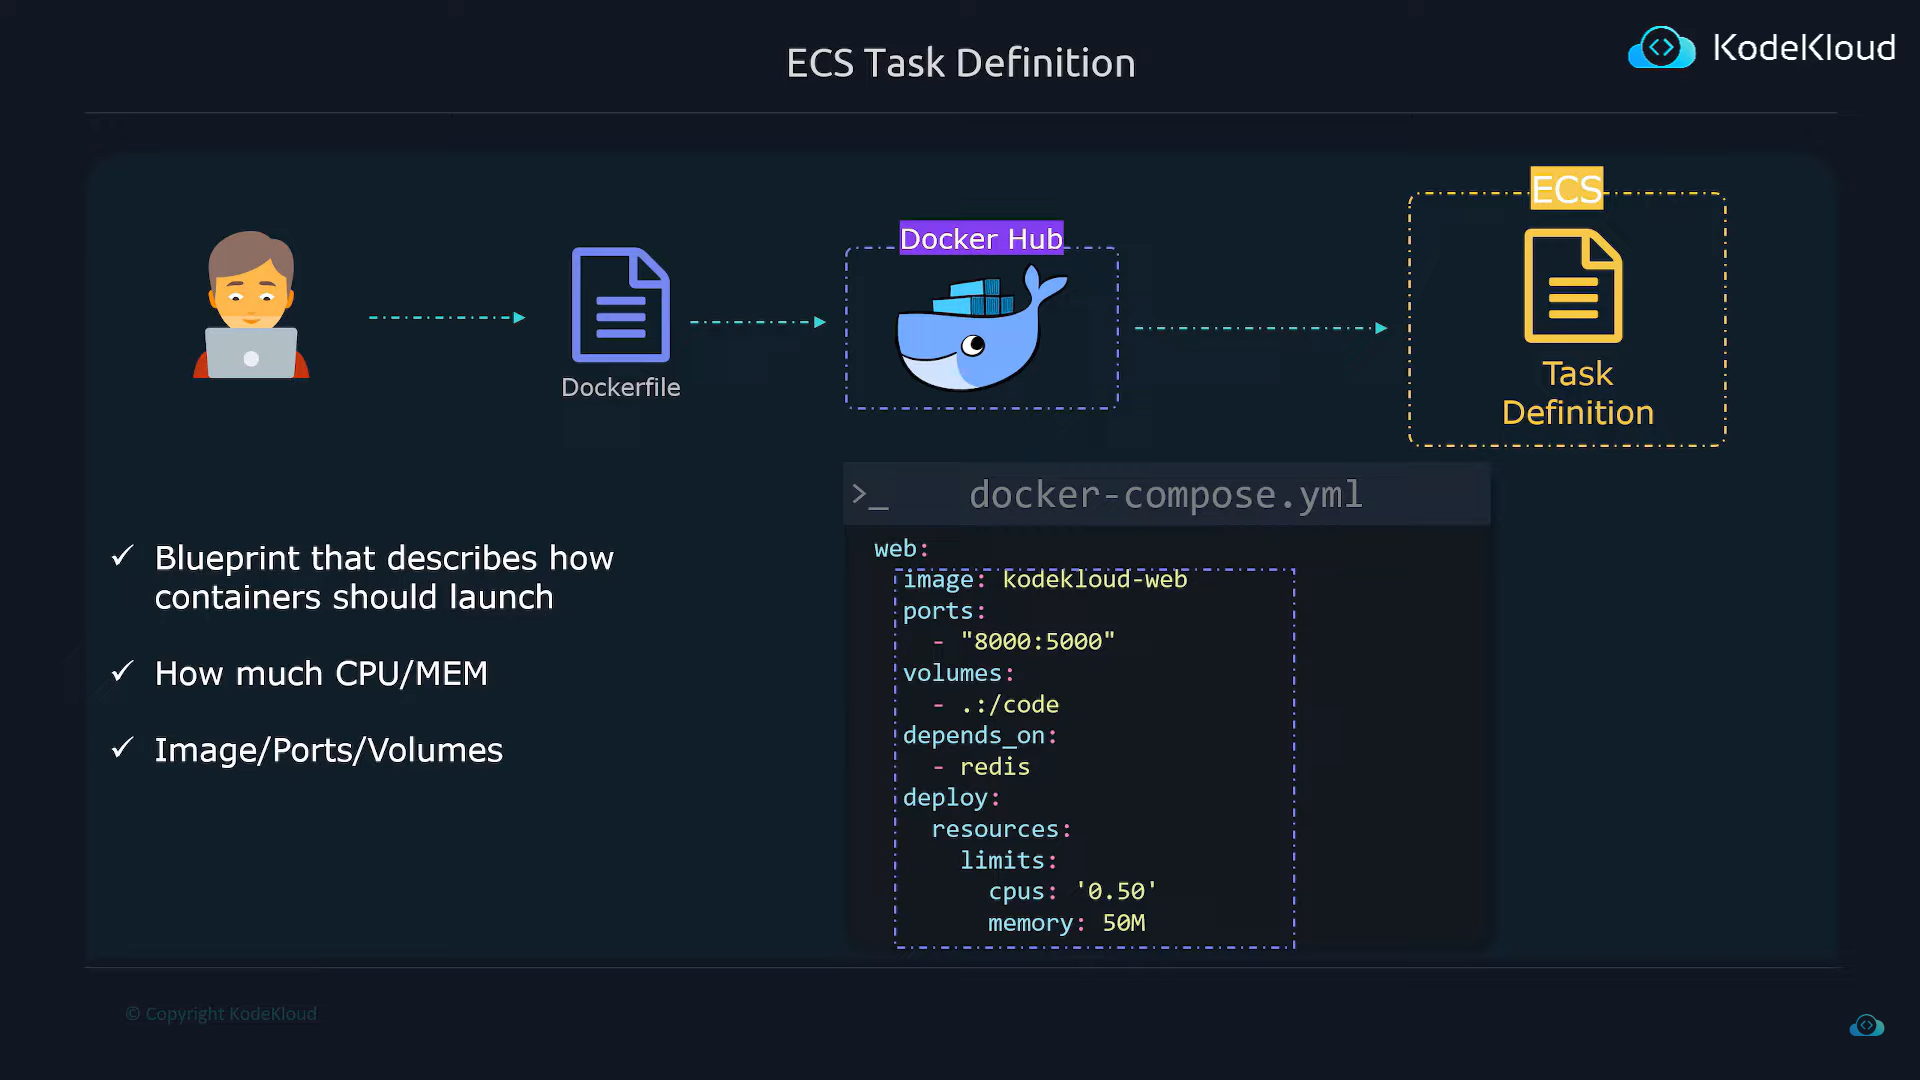 ECS Task Definition
KodeKloud
Dockerfile
Docker Hub
ECS
Task
Definition
✓ Blueprint that describes how
containers should launch
✓ How much CPU/MEM
✓ Image/Ports/Volumes
>_ docker-compose.yml
web:
  image: kodekloud-web
  ports:
    - "8000:5000"
  volumes:
    - .:/code
  depends_on:
    - redis
  deploy:
    resources:
      limits:
        cpus: '0.50'
        memory: 50M
© Copyright KodeKloud